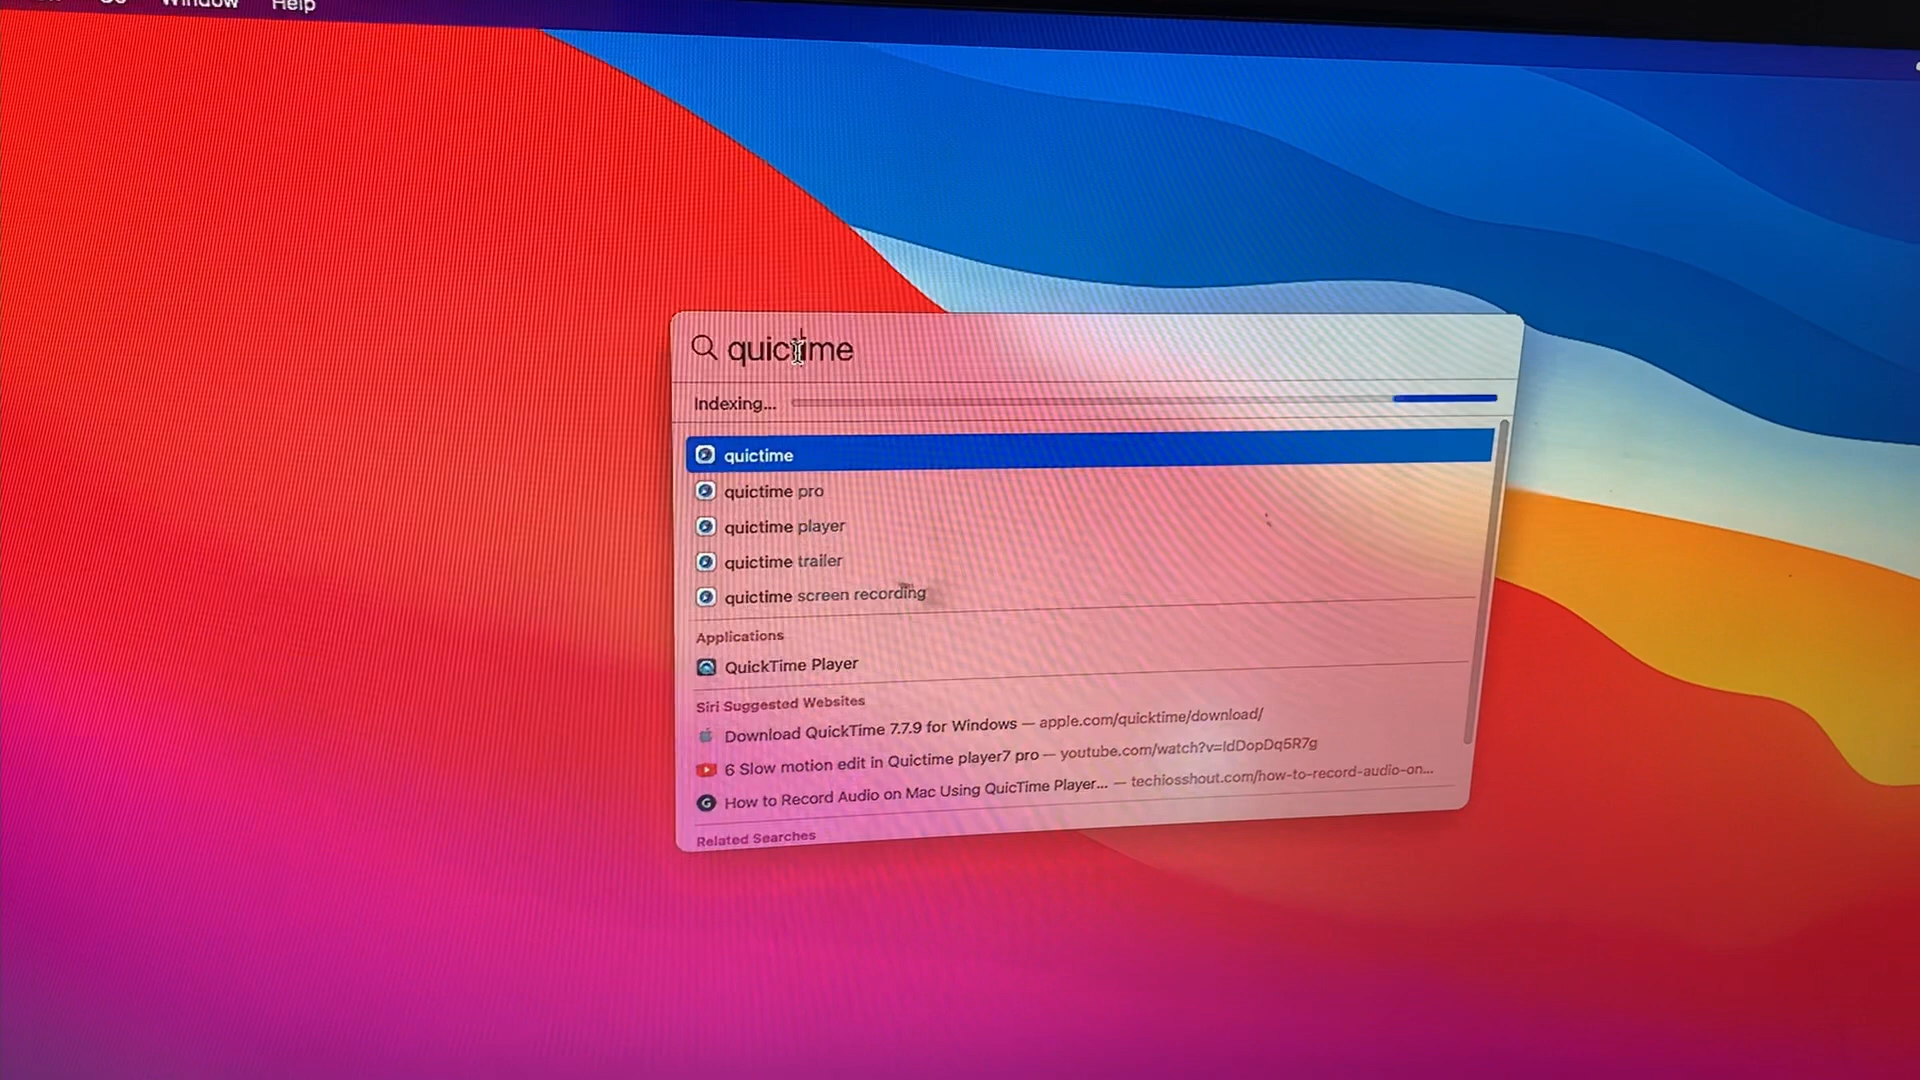 Window Help
quictime
Indexing...
quictime
quictime pro
quictime player
quictime trailer
quictime screen recording
Applications
QuickTime Player
Siri Suggested Websites
Download QuickTime 7.7.9 for Windows — apple.com/quicktime/download/
6 Slow motion edit in Quictime player7 pro — youtube.com/watch?v=IdDopDq5R7g
How to Record Audio on Mac Using QuicTime Player... — techiosshout.com/how-to-record-audio-on...
Related Searches